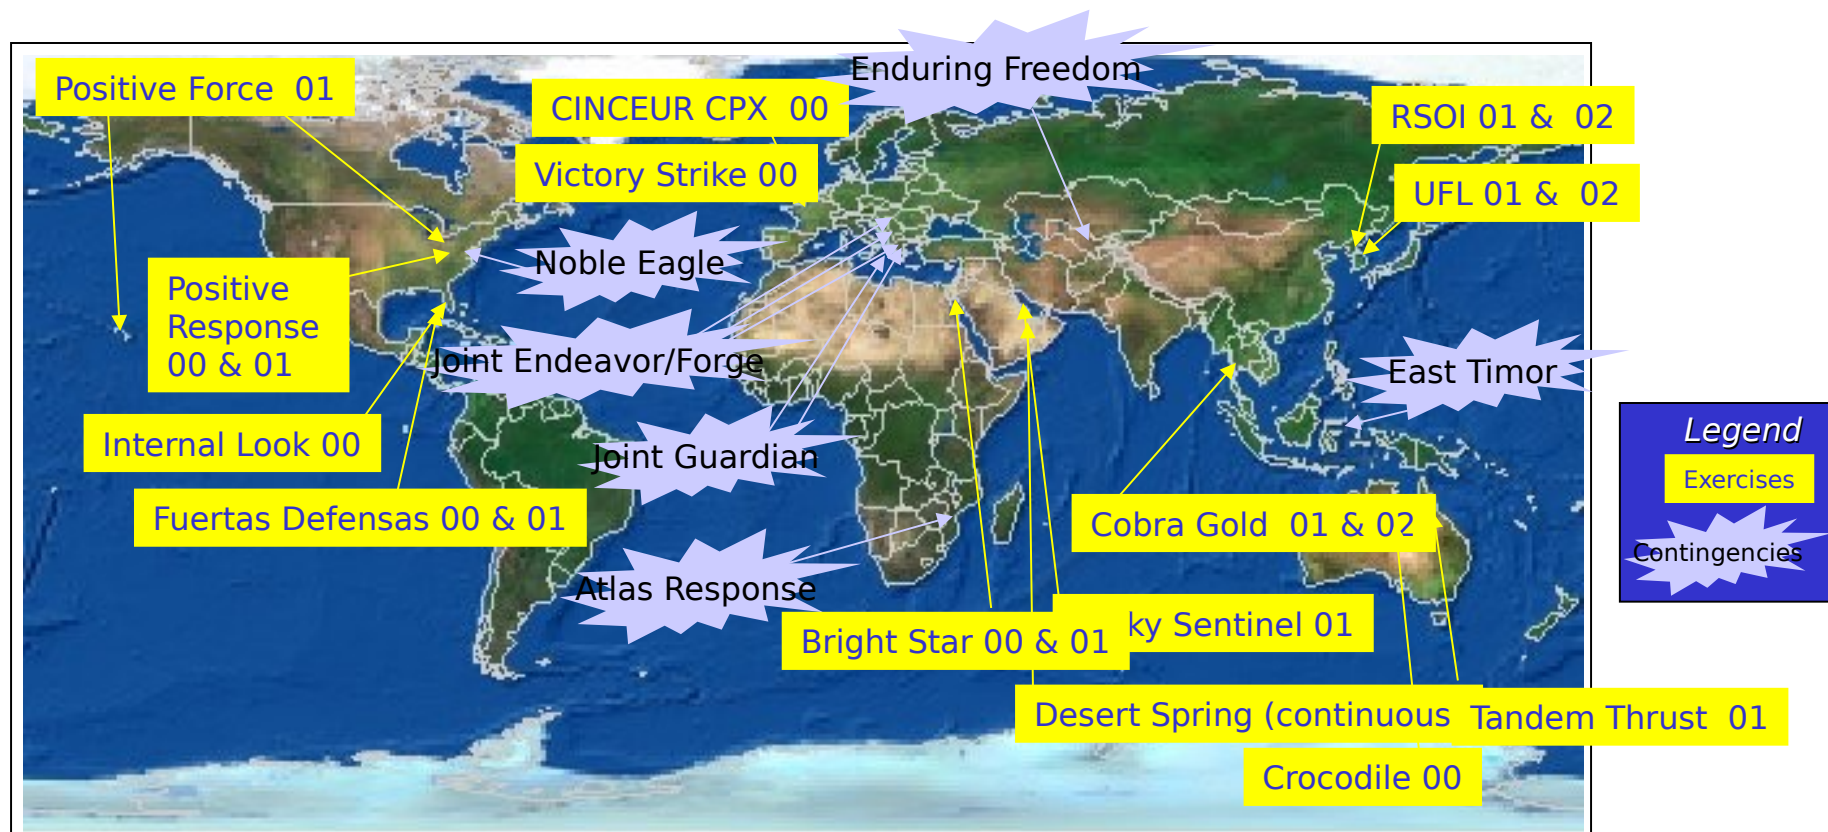 Enduring Freedom
Positive Force 01
CINCEUR CPX 00
RSOI 01 & 02
Victory Strike 00
UFL 01 & 02
Noble Eagle
Positive
Response
00 & 01
Joint Endeavor/Forge
East Timor
Internal Look 00
Joint Guardian
Fuertas Defensas 00 & 01
Cobra Gold 01 & 02
Atlas Response
Bright Star 00 & 01
ky Sentinel 01
Desert Spring (continuous
Tandem Thrust 01
Crocodile 00
Legend
Exercises
Contingencies